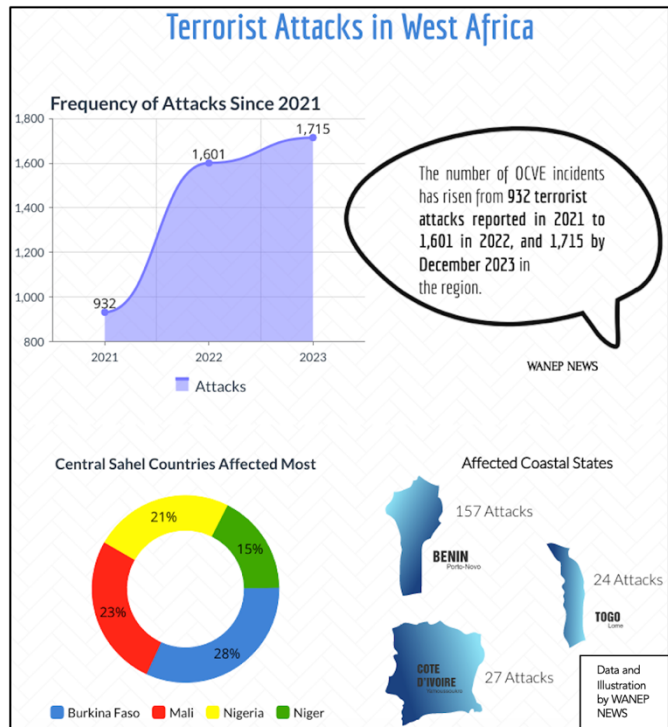 Terrorist Attacks in West Africa
Frequency of Attacks Since 2021
1,800
1,600
1,400
1,200
1,000
800
932
1,601
1,715
2021
2022
2023
Attacks
The number of OCVE incidents
has risen from 932 terrorist
attacks reported in 2021 to
1,601 in 2022, and 1,715 by
December 2023 in
the region.
WANEP NEWS
Central Sahel Countries Affected Most
21%
15%
23%
28%
Burkina Faso Mali Nigeria Niger
Affected Coastal States
157 Attacks
BENIN
Porto-Novo
24 Attacks
TOGO
Lome
COTE
D'IVOIRE
27 Attacks
Data and
Illustration
by WANEP
NEWS